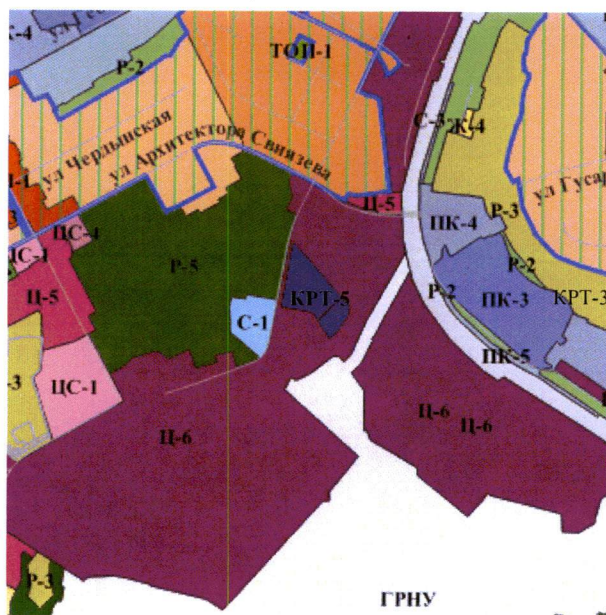 Р-2
ТОП-1
С-3
Ж-4
ул Чердынская
ул Архитектора Свиязева
ул Гусар
Ц-5
ПК-4
Р-3
ЦС-1
Р-5
Р-2
Ц-5
КРТ-5
Р-2
ПК-3
КРТ-3
С-1
ПК-5
ЦС-1
-3
Ц-6
Ц-6
Ц-6
Р-3
ГРНУ